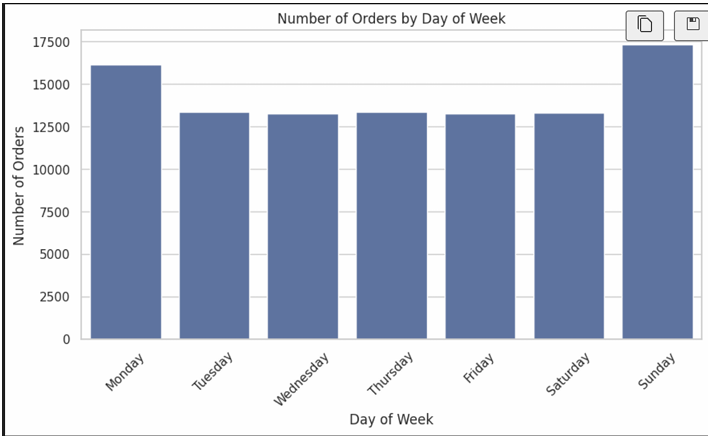 Number of Orders by Day of Week
17500
15000
12500
10000
7500
5000
2500
0
Number of Orders
Monday
Tuesday
Wednesday
Thursday
Friday
Saturday
Sunday
Day of Week